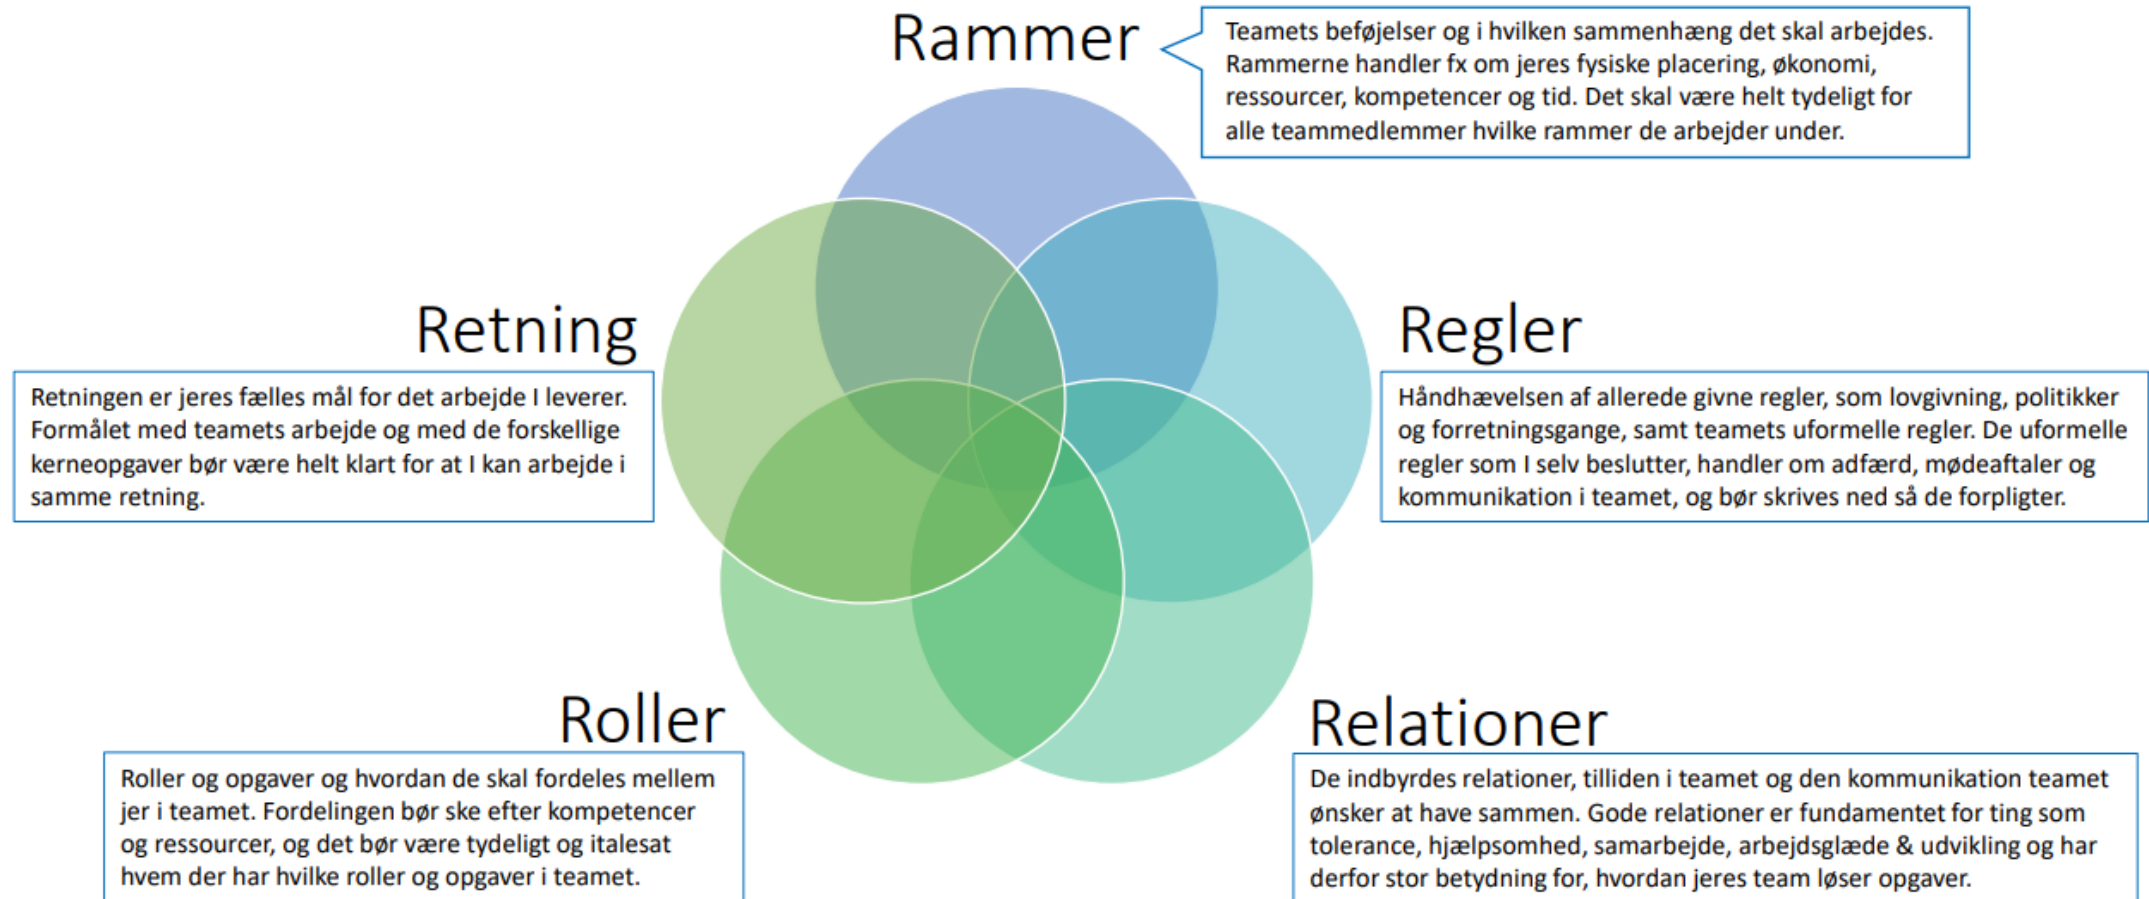 Rammer
Teamets beføjelser og i hvilken sammenhæng det skal arbejdes.
Rammerne handler fx om jeres fysiske placering, økonomi,
ressourcer, kompetencer og tid. Det skal være helt tydeligt for
alle teammedlemmer hvilke rammer de arbejder under.
Retning
Retningen er jeres fælles mål for det arbejde I leverer.
Formålet med teamets arbejde og med de forskellige
kerneopgaver bør være helt klart for at I kan arbejde i
samme retning.
Regler
Håndhævelsen af allerede givne regler, som lovgivning, politikker
og forretningsgange, samt teamets uformelle regler. De uformelle
regler som I selv beslutter, handler om adfærd, mødeaftaler og
kommunikation i teamet, og bør skrives ned så de forpligter.
Roller
Roller og opgaver og hvordan de skal fordeles mellem
jer i teamet. Fordelingen bør ske efter kompetencer
og ressourcer, og det bør være tydeligt og italesat
hvem der har hvilke roller og opgaver i teamet.
Relationer
De indbyrdes relationer, tilliden i teamet og den kommunikation teamet
ønsker at have sammen. Gode relationer er fundamentet for ting som
tolerance, hjælpsomhed, samarbejde, arbejdsglæde & udvikling og har
derfor stor betydning for, hvordan jeres team løser opgaver.